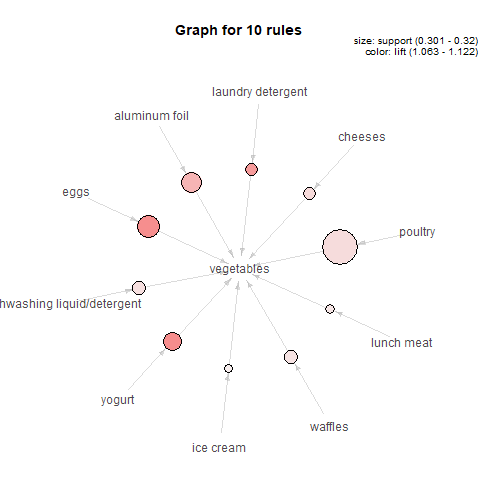 Graph for 10 rules
size: support (0.301 - 0.32)
color: lift (1.063 - 1.122)
laundry detergent
aluminum foil
cheeses
eggs
poultry
vegetables
hwashing liquid/detergent
lunch meat
yogurt
waffles
ice cream